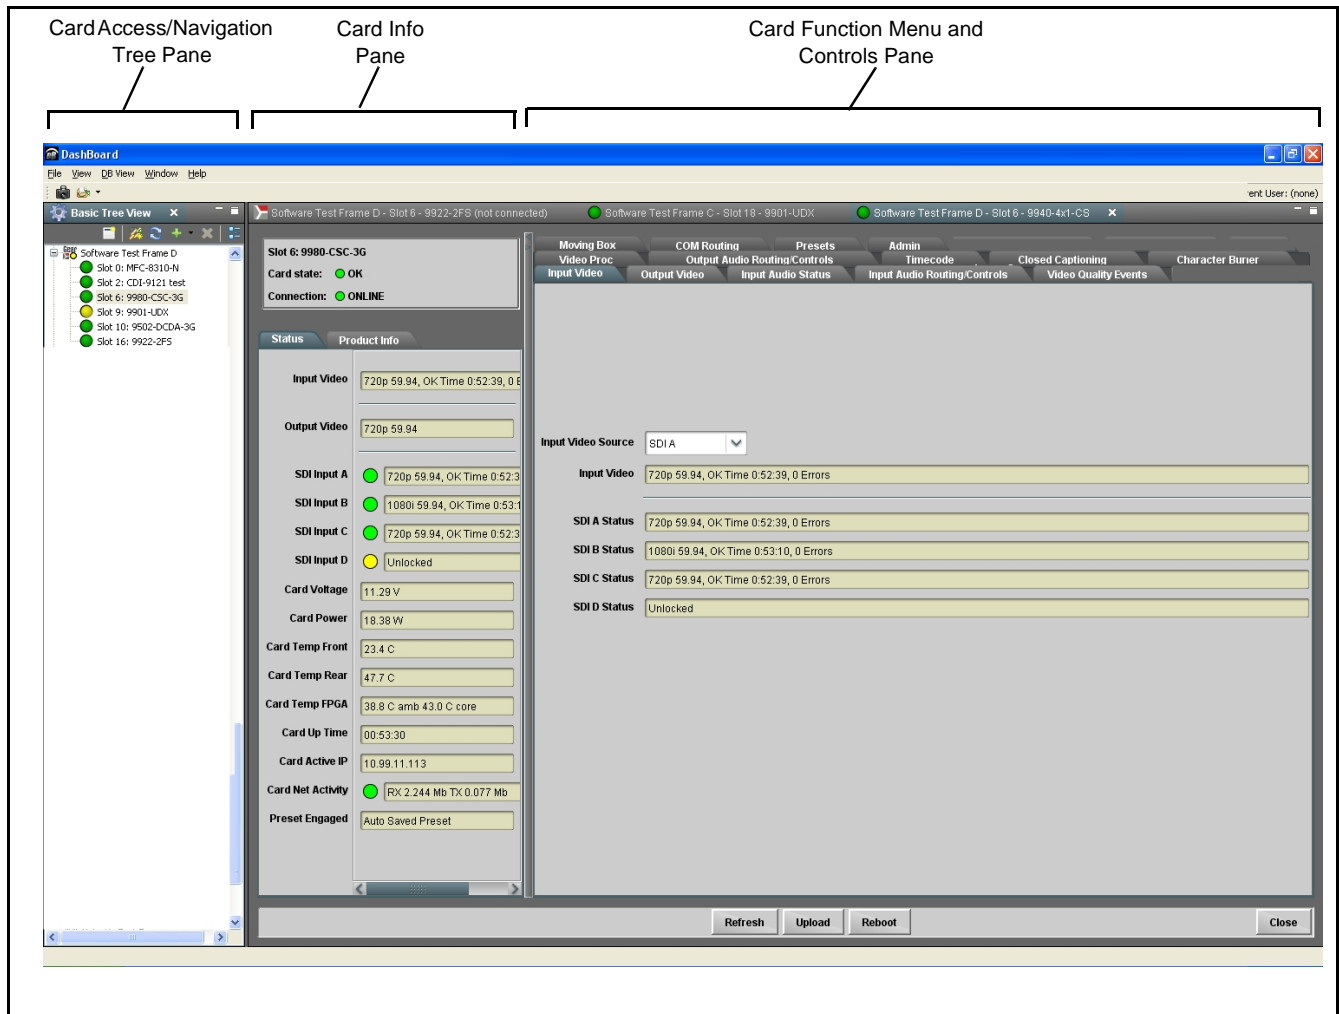 Card Access/Navigation Tree Pane
Card Info Pane
Card Function Menu and Controls Pane
DashBoard
File View DB View Window Help
ent User: (none)
Basic Tree View
Software Test Frame D
Slot 0: MFC-8310-N
Slot 2: CDI-9121 test
Slot 6: 9980-CSC-3G
Slot 9: 9901-UDX
Slot 10: 9502-DCDA-3G
Slot 16: 9922-2FS
Software Test Frame D - Slot 6 - 9922-2FS (not connected)
Software Test Frame C - Slot 18 - 9901-UDX
Software Test Frame D - Slot 6 - 9940-4x1-CS
Slot 6: 9980-CSC-3G
Card state: OK
Connection: ONLINE
Status Product Info
Input Video 720p 59.94, OK Time 0:52:39, 0 E
Output Video 720p 59.94
SDI Input A 720p 59.94, OK Time 0:52:3
SDI Input B 1080i 59.94, OK Time 0:53:1
SDI Input C 720p 59.94, OK Time 0:52:3
SDI Input D Unlocked
Card Voltage 11.29 V
Card Power 18.38 W
Card Temp Front 23.4 C
Card Temp Rear 47.7 C
Card Temp FPGA 38.8 C amb 43.0 C core
Card Up Time 00:53:30
Card Active IP 10.99.11.113
Card Net Activity RX 2.244 Mb TX 0.077 Mb
Preset Engaged Auto Saved Preset
Moving Box COM Routing Presets Admin
Video Proc Output Audio Routing/Controls Timecode Closed Captioning Character Burner
Input Video Output Video Input Audio Status Input Audio Routing/Controls Video Quality Events
Input Video Source SDI A
Input Video 720p 59.94, OK Time 0:52:39, 0 Errors
SDI A Status 720p 59.94, OK Time 0:52:39, 0 Errors
SDI B Status 1080i 59.94, OK Time 0:53:10, 0 Errors
SDI C Status 720p 59.94, OK Time 0:52:39, 0 Errors
SDI D Status Unlocked
Refresh Upload Reboot Close